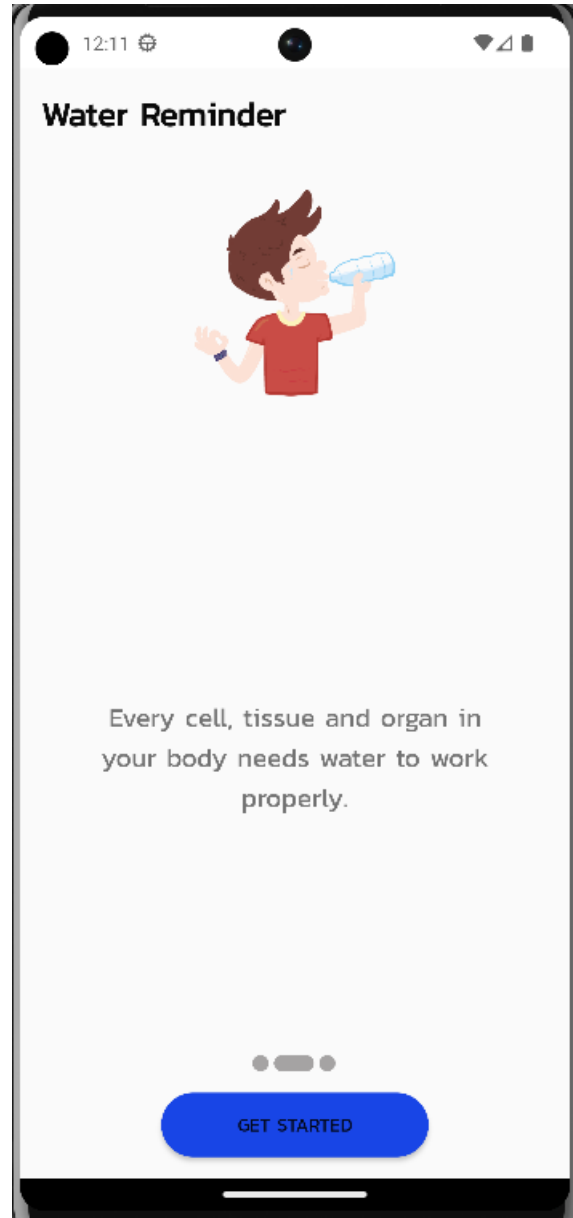 12:11
Water Reminder
Every cell, tissue and organ in
your body needs water to work
properly.
GET STARTED